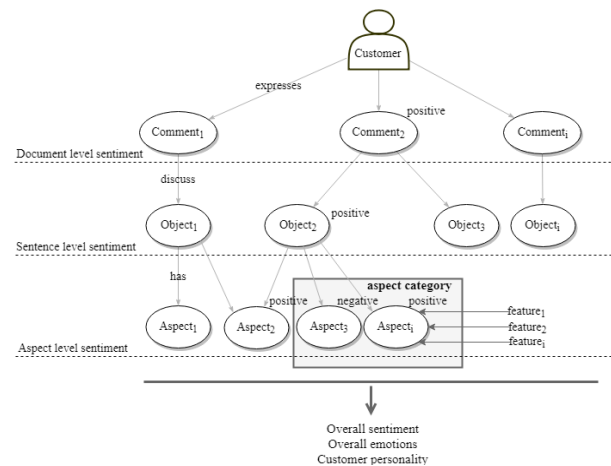 Customer
expresses
positive
Comment1
Comment2
Commenti
Document level sentiment
discuss
Object1
Object2
positive
Object3
Objecti
Sentence level sentiment
has
aspect category
positive
negative
positive
Aspect1
Aspect2
Aspect3
Aspecti
feature1
feature2
featurei
Aspect level sentiment
Overall sentiment
Overall emotions
Customer personality